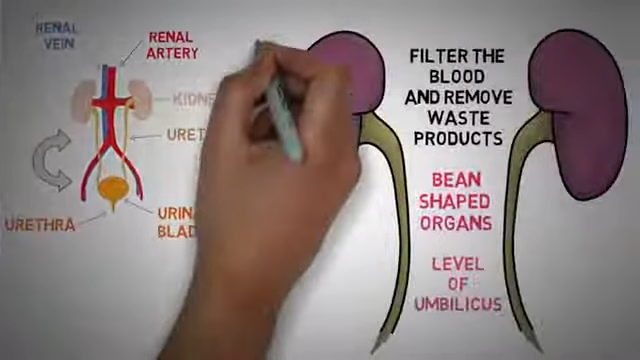 RENAL
VEIN
RENAL
ARTERY
URETHRA
FILTER THE
BLOOD
AND REMOVE
WASTE
PRODUCTS
BEAN
SHAPED
ORGANS
LEVEL
OF
UMBILICUS